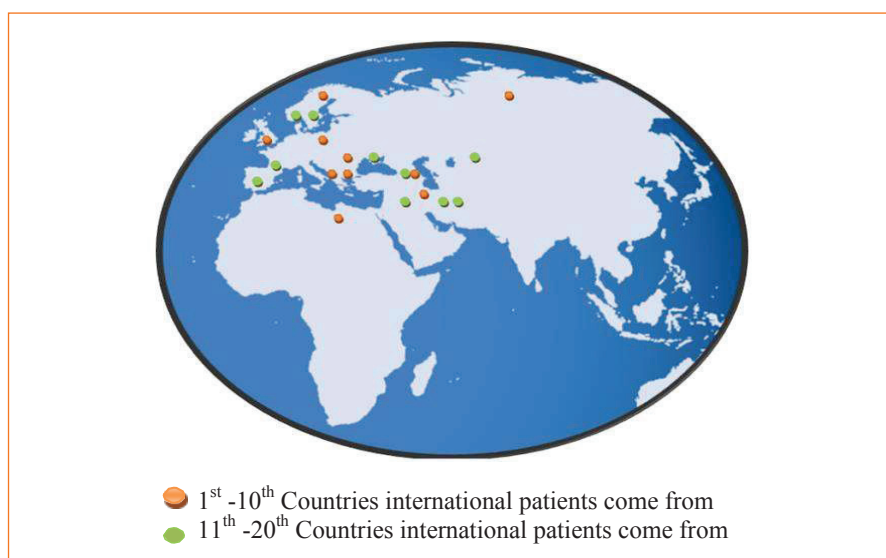 1st -10th Countries international patients come from
11th -20th Countries international patients come from